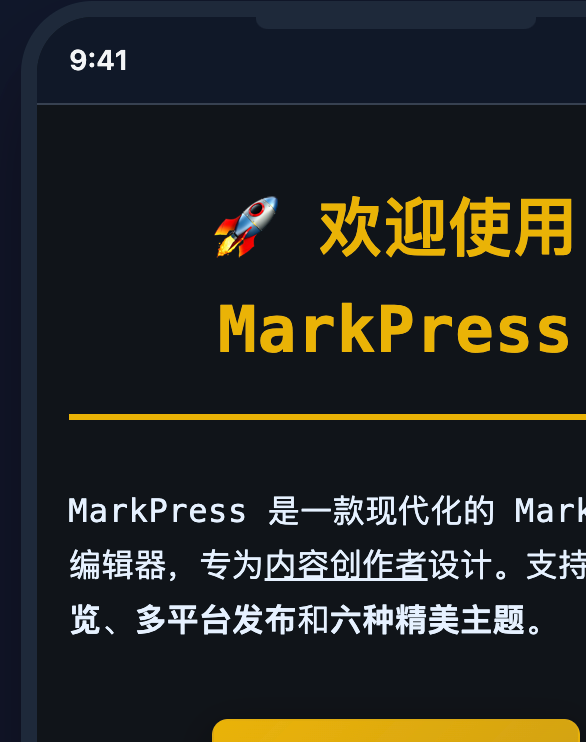 9:41
🚀 欢迎使用
MarkPress
MarkPress 是一款现代化的 Mark
编辑器，专为内容创作者设计。支持
览、多平台发布和六种精美主题。